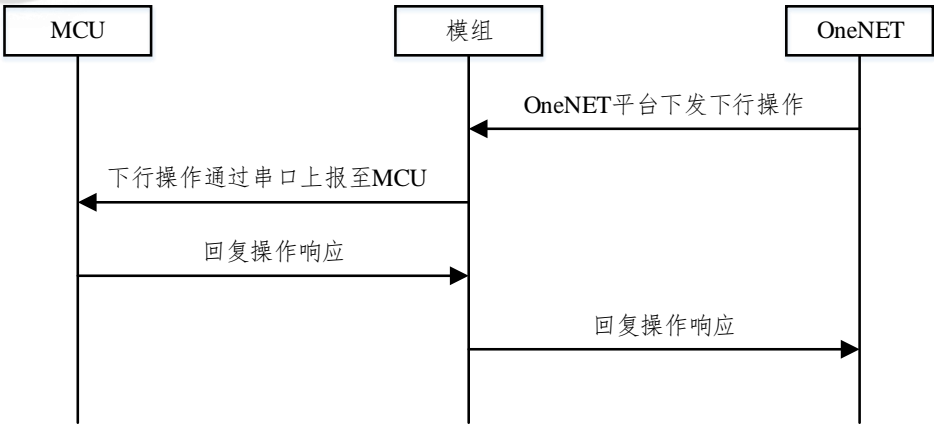 MCU
模组
OneNET
OneNET平台下发下行操作
下行操作通过串口上报至MCU
回复操作响应
回复操作响应